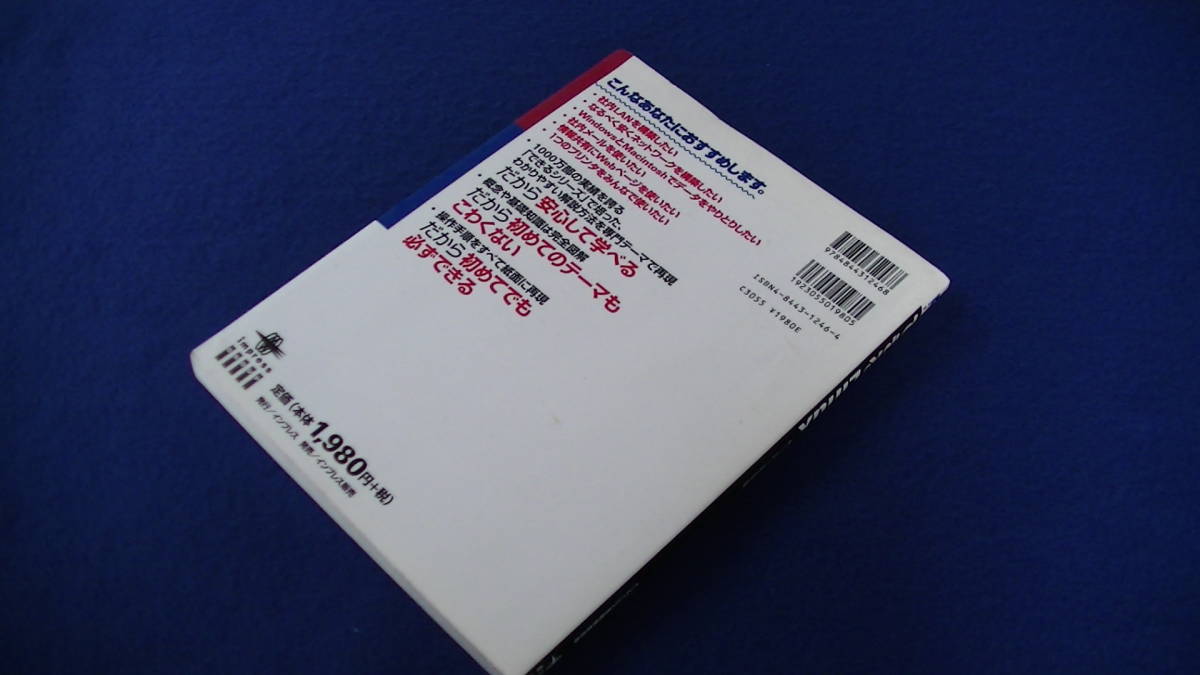 こんなあなたにおすすめします。
・社内LANを構築したい
・なるべく安くネットワークを構築したい
・WindowsとMacintoshでデータをやりとりしたい
・社内メールを使いたい
・情報共有にWebページを使いたい
・1つのプリンタをみんなで使いたい
・1000万部の実績を誇る
「できるシリーズ」で培った、
わかりやすい解説方法を専門テーマで再現
だから安心して学べる
・概念や基礎知識は完全図解
だから初めてのテーマも
こわくない
・操作手順をすべて紙面に再現
だから初めてでも
必ずできる
9784844312468
1923055019805
ISBN4-8443-1246-4
C3055 ¥1980E
Impress
定価(本体1,980円+税)
発行/インプレス 発売/インプレス販売